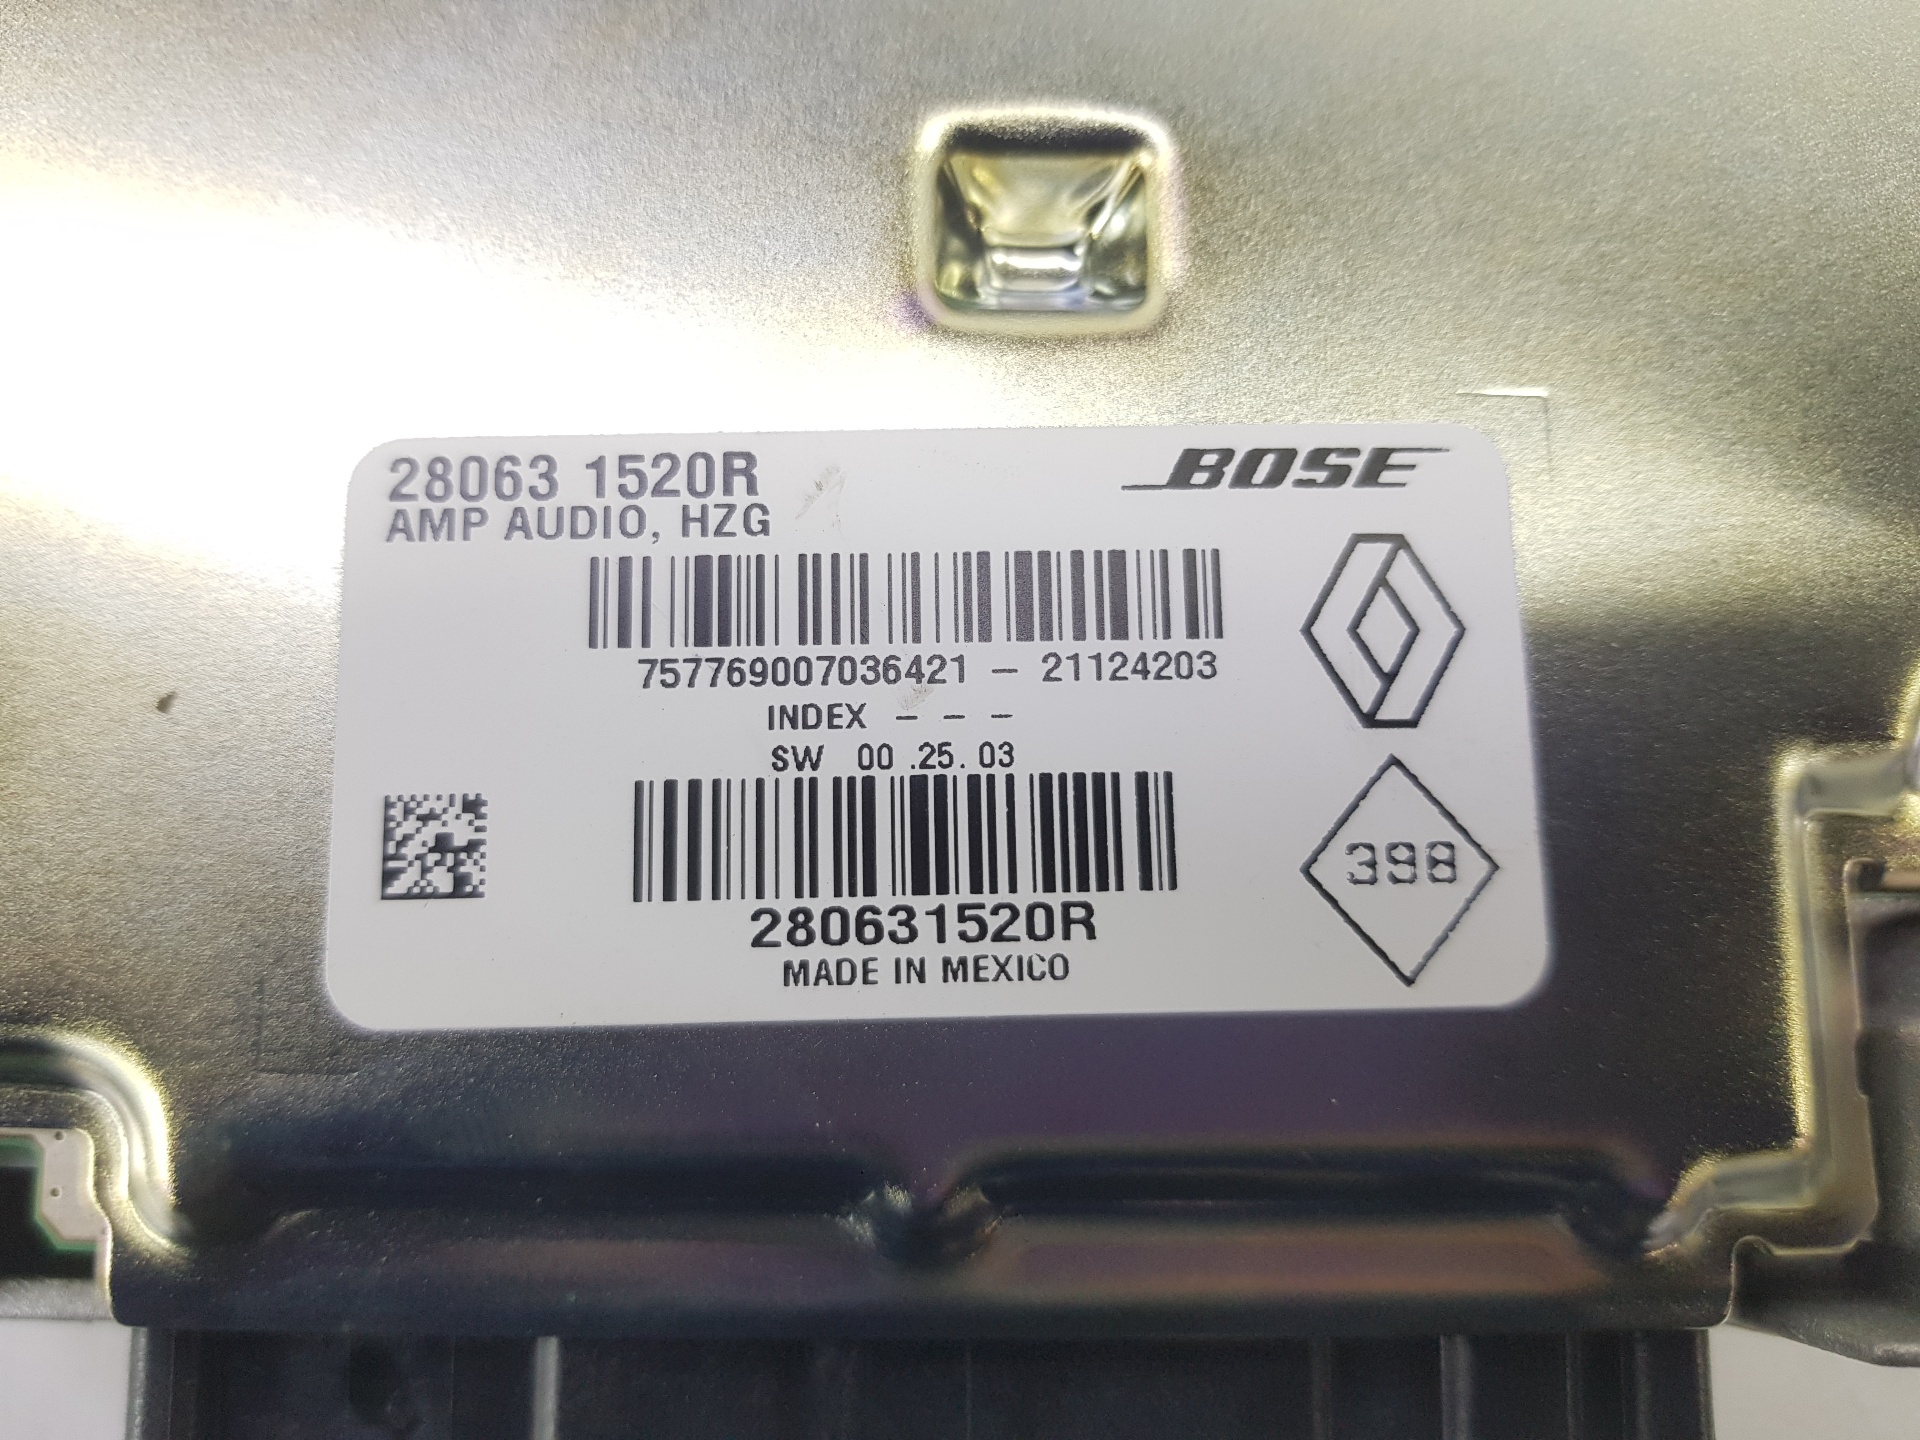 28063 1520R
BOSE
AMP AUDIO, HZG
757769007036421 - 21124203
INDEX - - -
SW 00 .25. 03
398
280631520R
MADE IN MEXICO